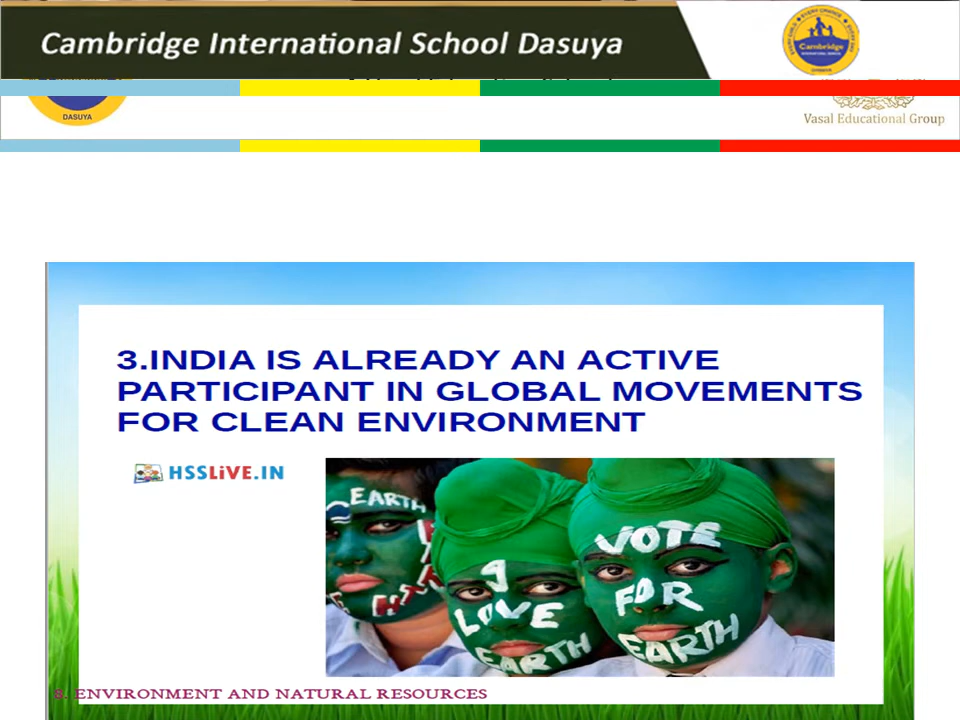 Cambridge International School Dasuya
Cambridge
DASUYA
Vasal Educational Group
3.INDIA IS ALREADY AN ACTIVE
PARTICIPANT IN GLOBAL MOVEMENTS
FOR CLEAN ENVIRONMENT
HSSLiVE.IN
EARTH
I
LOVE
EARTH
VOTE
FOR
EARTH
8. ENVIRONMENT AND NATURAL RESOURCES